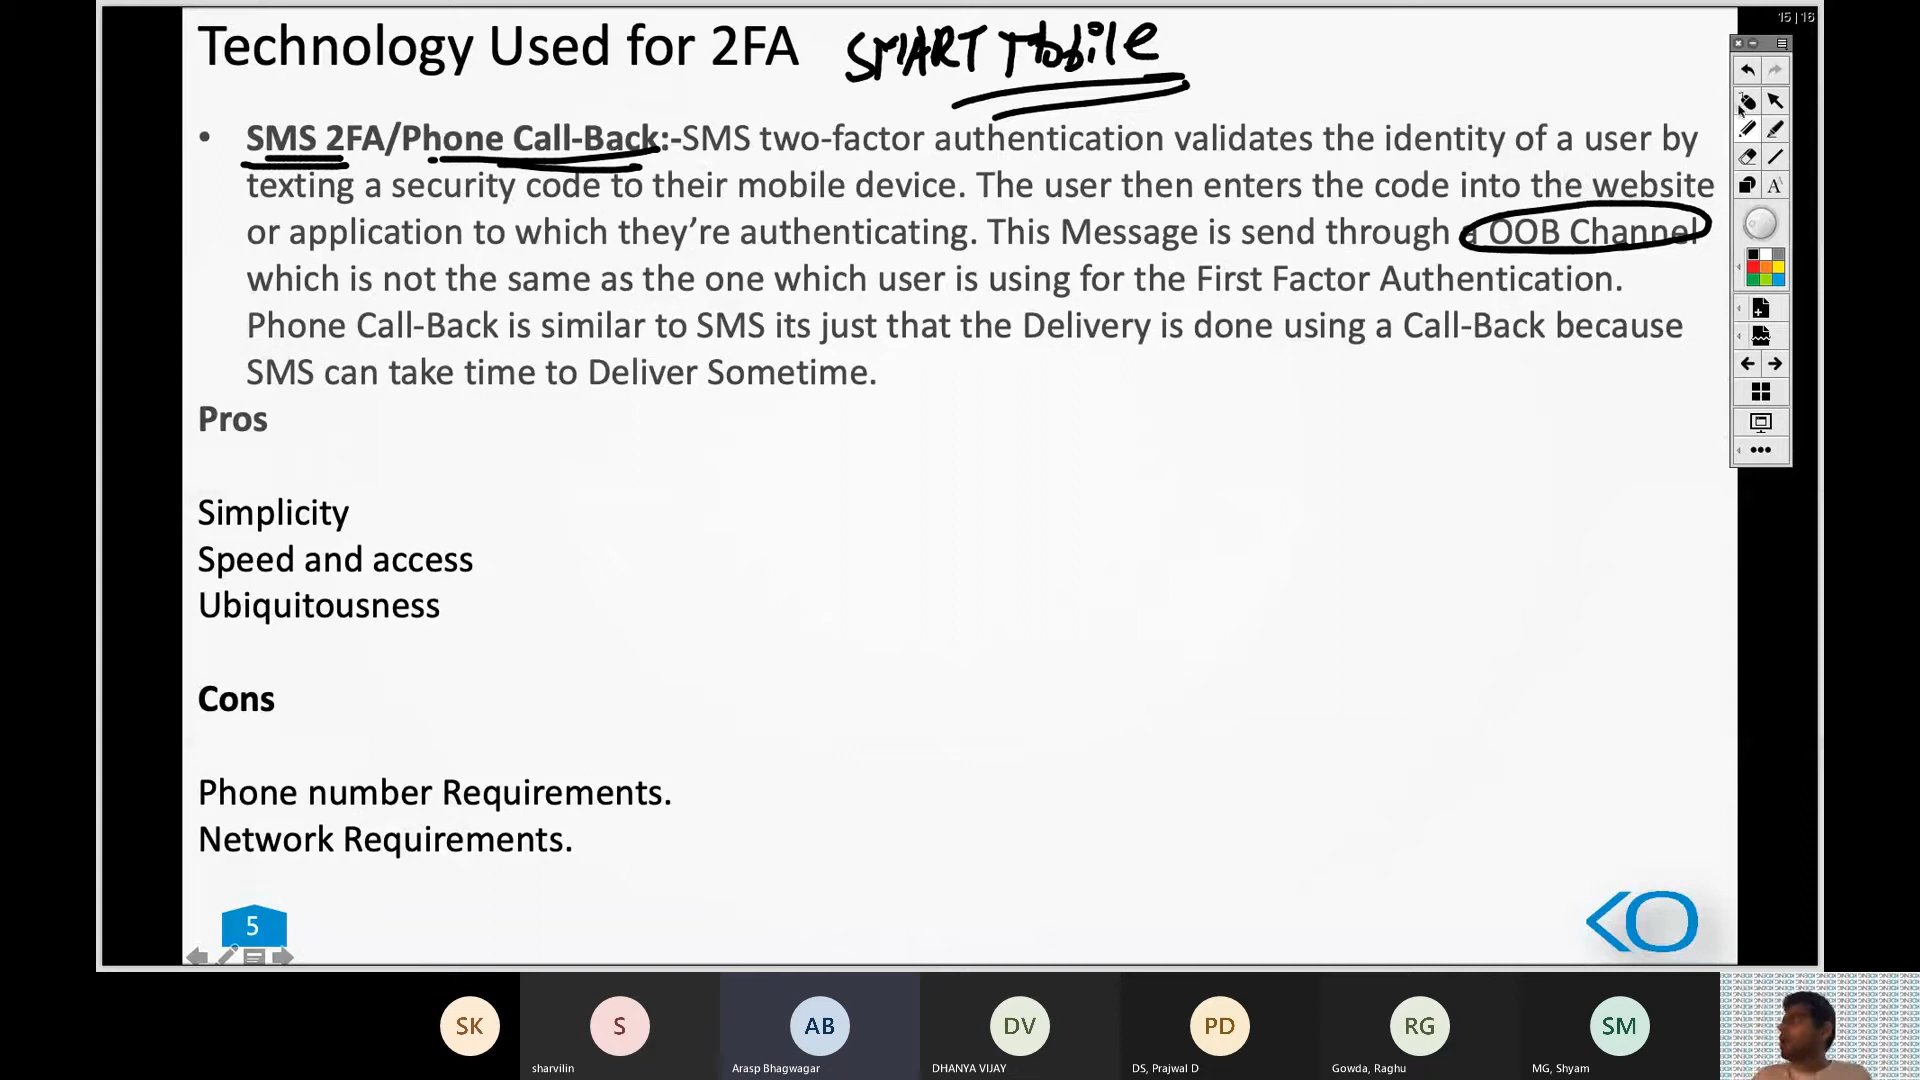 15|16
Technology Used for 2FA SMART Mobile
• SMS 2FA/Phone Call-Back:-SMS two-factor authentication validates the identity of a user by
texting a security code to their mobile device. The user then enters the code into the website
or application to which they’re authenticating. This Message is send through a OOB Channel
which is not the same as the one which user is using for the First Factor Authentication.
Phone Call-Back is similar to SMS its just that the Delivery is done using a Call-Back because
SMS can take time to Deliver Sometime.
Pros
Simplicity
Speed and access
Ubiquitousness
Cons
Phone number Requirements.
Network Requirements.
5
SK
S
AB
DV
PD
RG
SM
sharvilin
Arasp Bhagwagar
DHANYA VIJAY
DS, Prajwal D
Gowda, Raghu
MG, Shyam